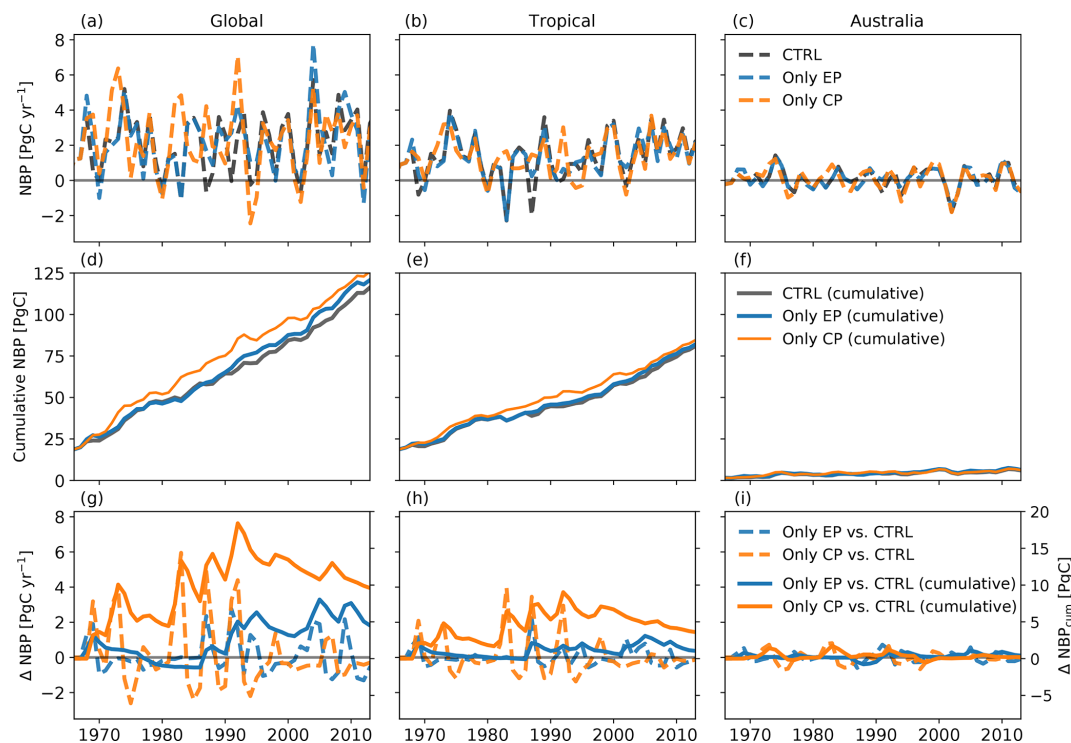 (a) Global
(b) Tropical
(c) Australia
NBP [PgC yr⁻¹]
8
6
4
2
0
−2
CTRL
Only EP
Only CP
(d)
(e)
(f)
Cumulative NBP [PgC]
125
100
75
50
25
0
CTRL (cumulative)
Only EP (cumulative)
Only CP (cumulative)
(g)
(h)
(i)
Δ NBP [PgC yr⁻¹]
8
6
4
2
0
−2
Only EP vs. CTRL
Only CP vs. CTRL
Only EP vs. CTRL (cumulative)
Only CP vs. CTRL (cumulative)
20
15
10
5
0
−5
Δ NBP_cum [PgC]
1970 1980 1990 2000 2010
1970 1980 1990 2000 2010
1970 1980 1990 2000 2010